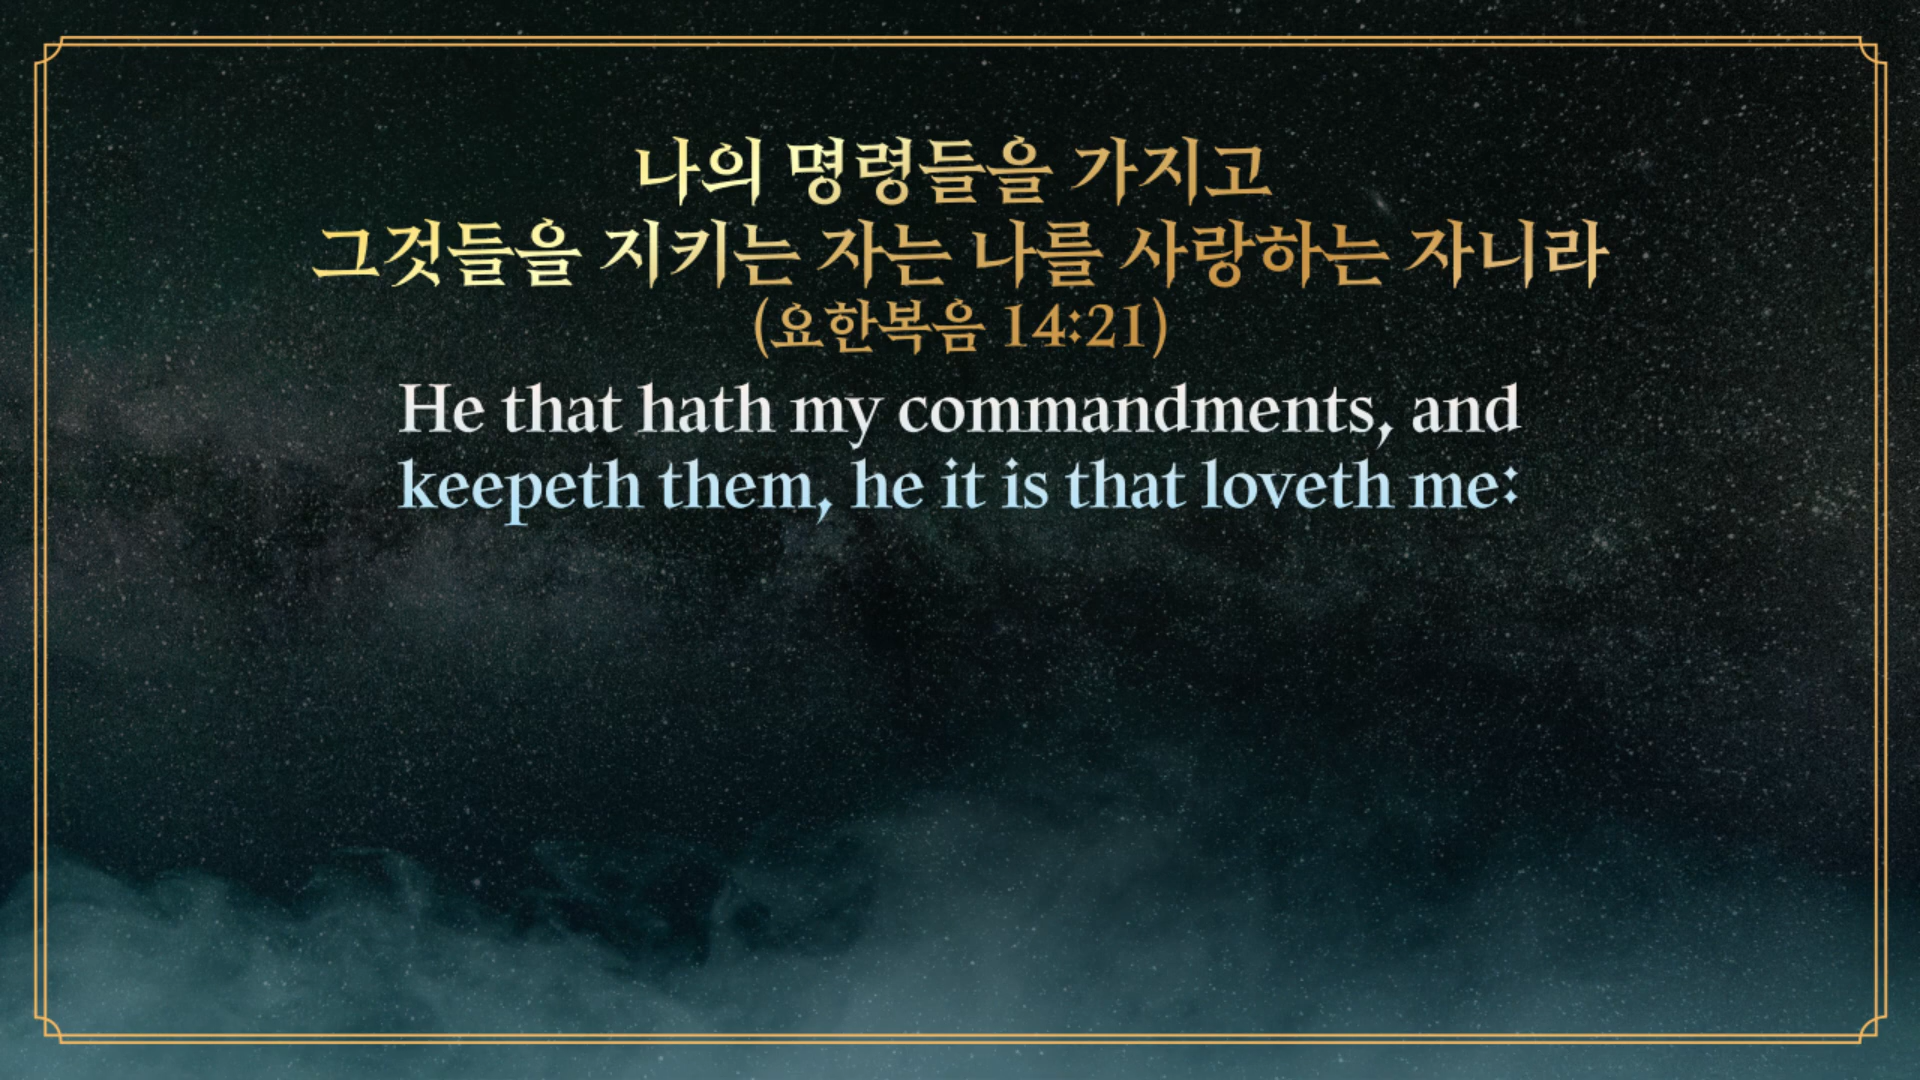 나의 명령들을 가지고
그것들을 지키는 자는 나를 사랑하는 자니라
(요한복음 14:21)
He that hath my commandments, and
keepeth them, he it is that loveth me: